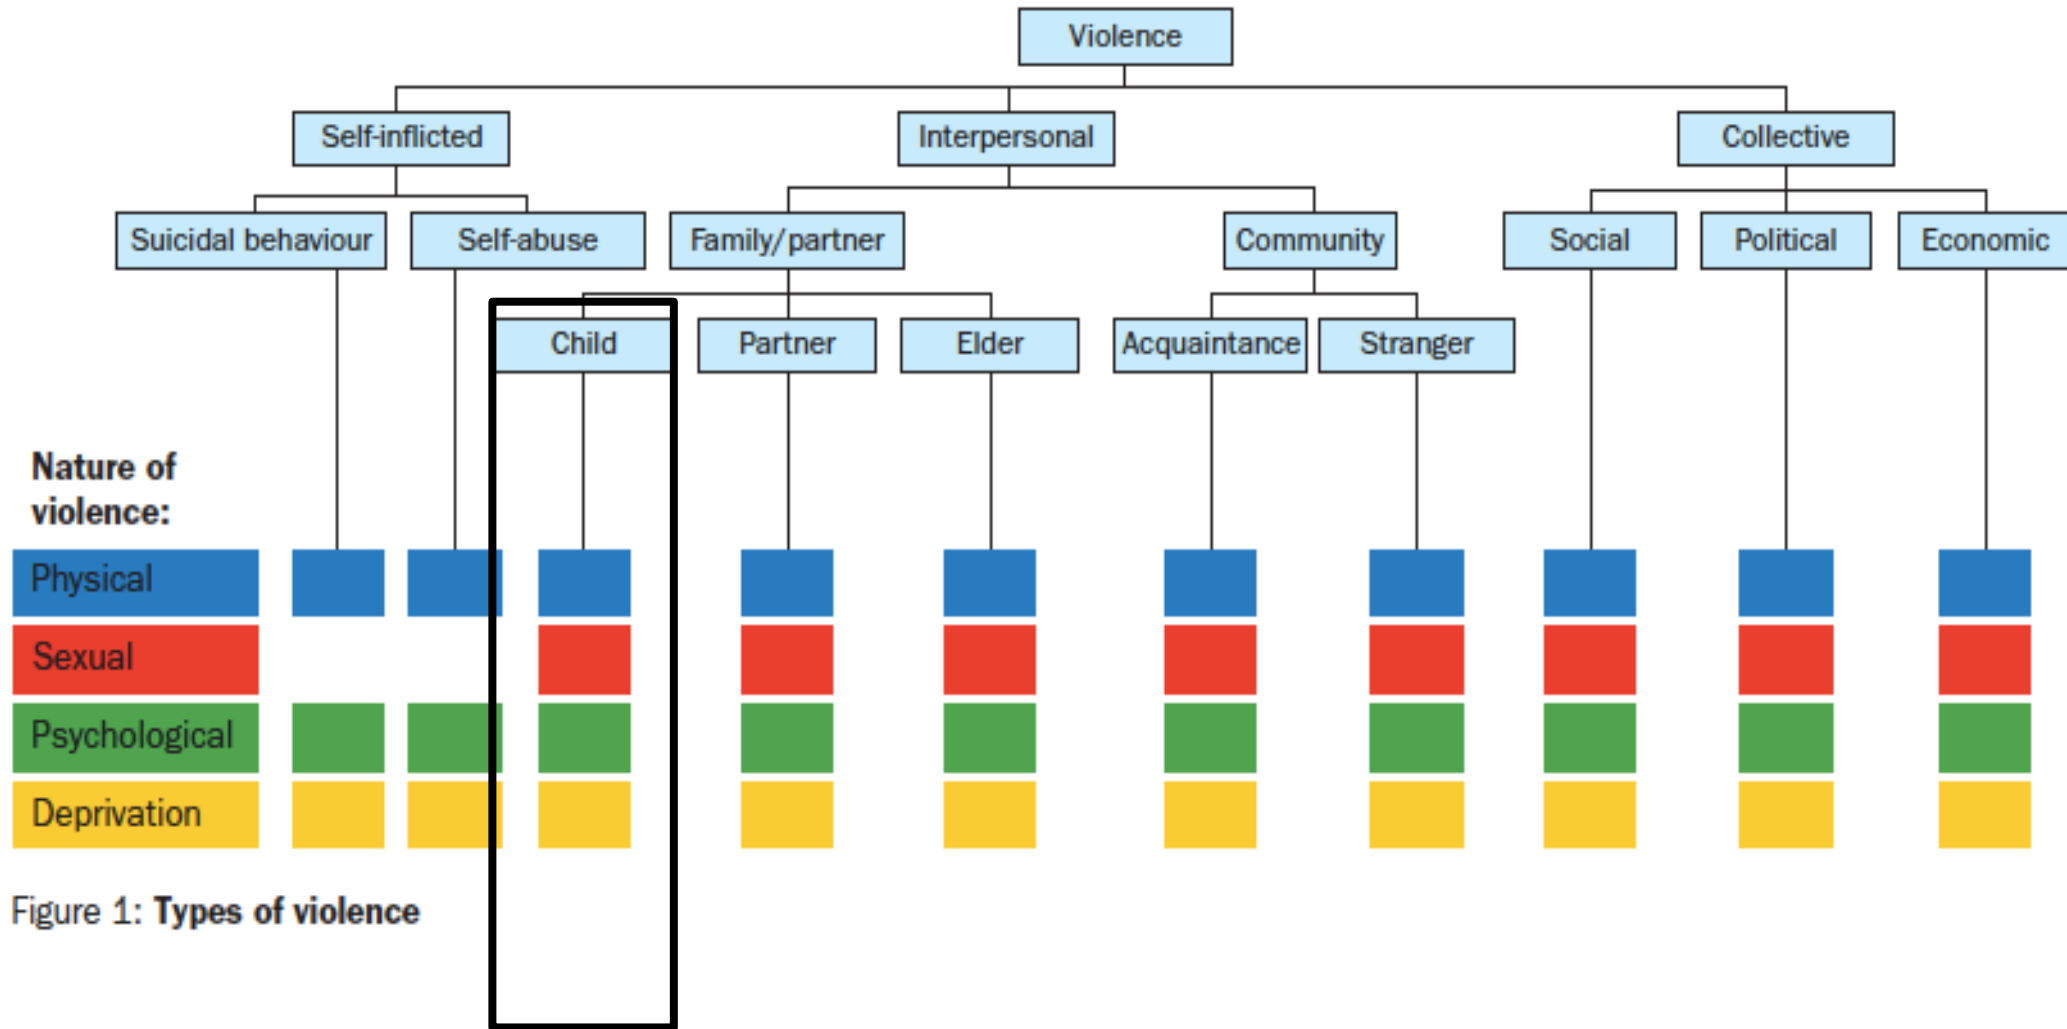 Violence
Self-inflicted
Interpersonal
Collective
Suicidal behaviour
Self-abuse
Family/partner
Community
Social
Political
Economic
Child
Partner
Elder
Acquaintance
Stranger
Nature of
violence:
Physical
Sexual
Psychological
Deprivation
Figure 1: Types of violence